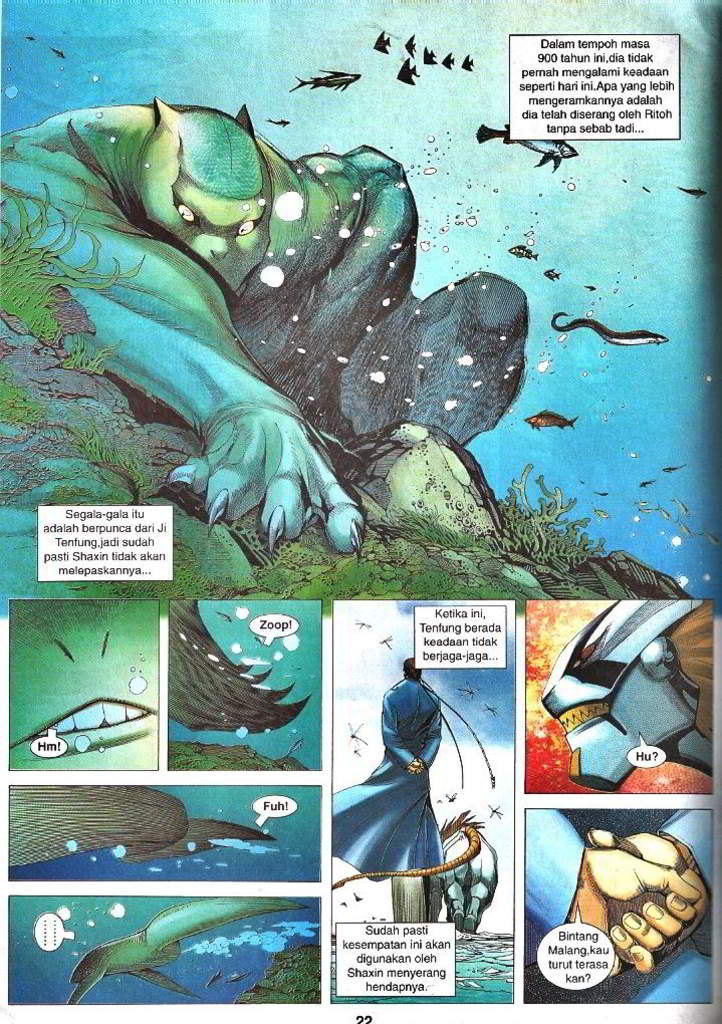 Dalam tempoh masa
900 tahun ini,dia tidak
pernah mengalami keadaan
seperti hari ini.Apa yang lebih
mengeramkannya adalah
dia telah diserang oleh Ritoh
tanpa sebab tadi...
Segala-gala itu
adalah berpunca dari Ji
Tenfung,jadi sudah
pasti Shaxin tidak akan
melepaskannya...
Hm!
Zoop!
Fuh!
Ketika ini,
Tenfung berada
keadaan tidak
berjaga-jaga...
Sudah pasti
kesempatan ini akan
digunakan oleh
Shaxin menyerang
hendapnya.
Hu?
Bintang
Malang,kau
turut terasa
kan?
22